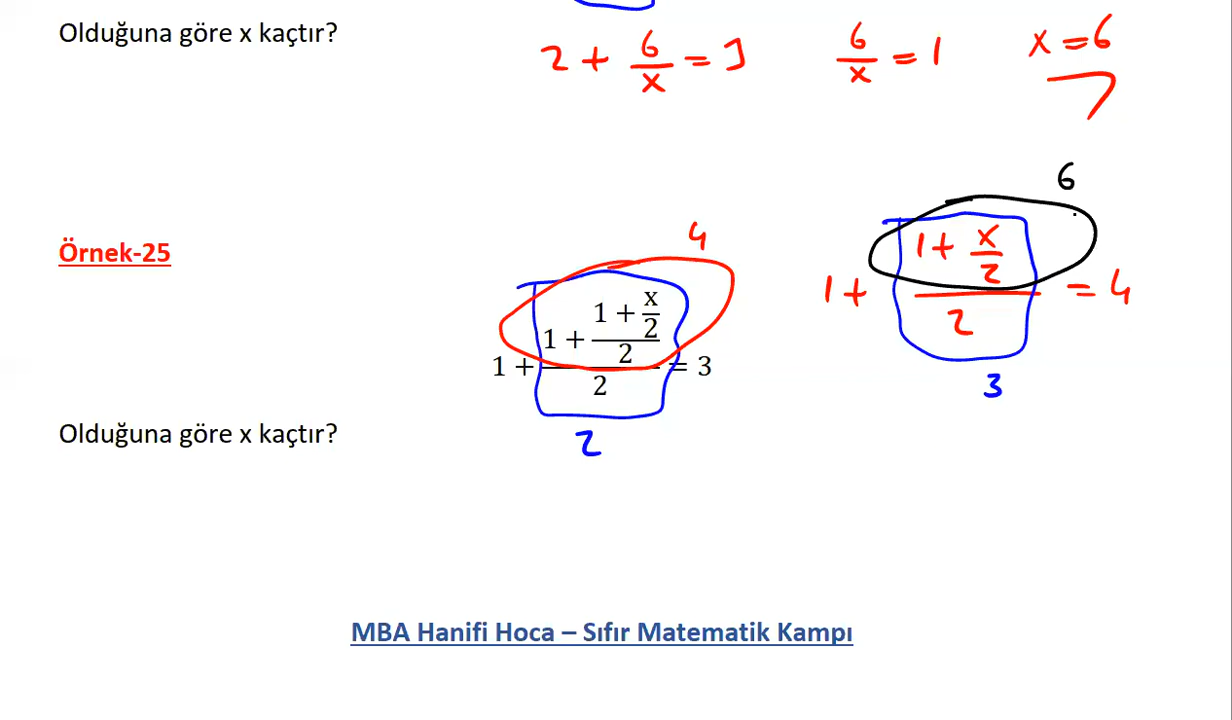 Olduğuna göre x kaçtır?
2 + 6/x = 3 6/x = 1 x = 6
Örnek-25
1 + (1 + (1 + x/2)/2)/2 = 3
4
2
1 + (1 + x/2)/2 = 4
6
3
Olduğuna göre x kaçtır?
MBA Hanifi Hoca – Sıfır Matematik Kampı